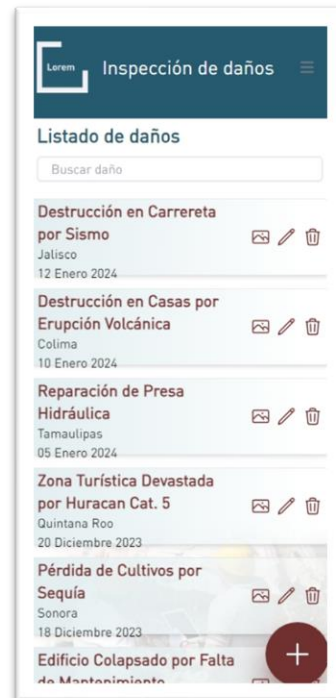 Lorem
Inspección de daños
Listado de daños
Buscar daño
Destrucción en Carrereta
por Sismo
Jalisco
12 Enero 2024
Destrucción en Casas por
Erupción Volcánica
Colima
10 Enero 2024
Reparación de Presa
Hidráulica
Tamaulipas
05 Enero 2024
Zona Turística Devastada
por Huracan Cat. 5
Quintana Roo
20 Diciembre 2023
Pérdida de Cultivos por
Sequía
Sonora
18 Diciembre 2023
Edificio Colapsado por Falta
de Mantenimiento